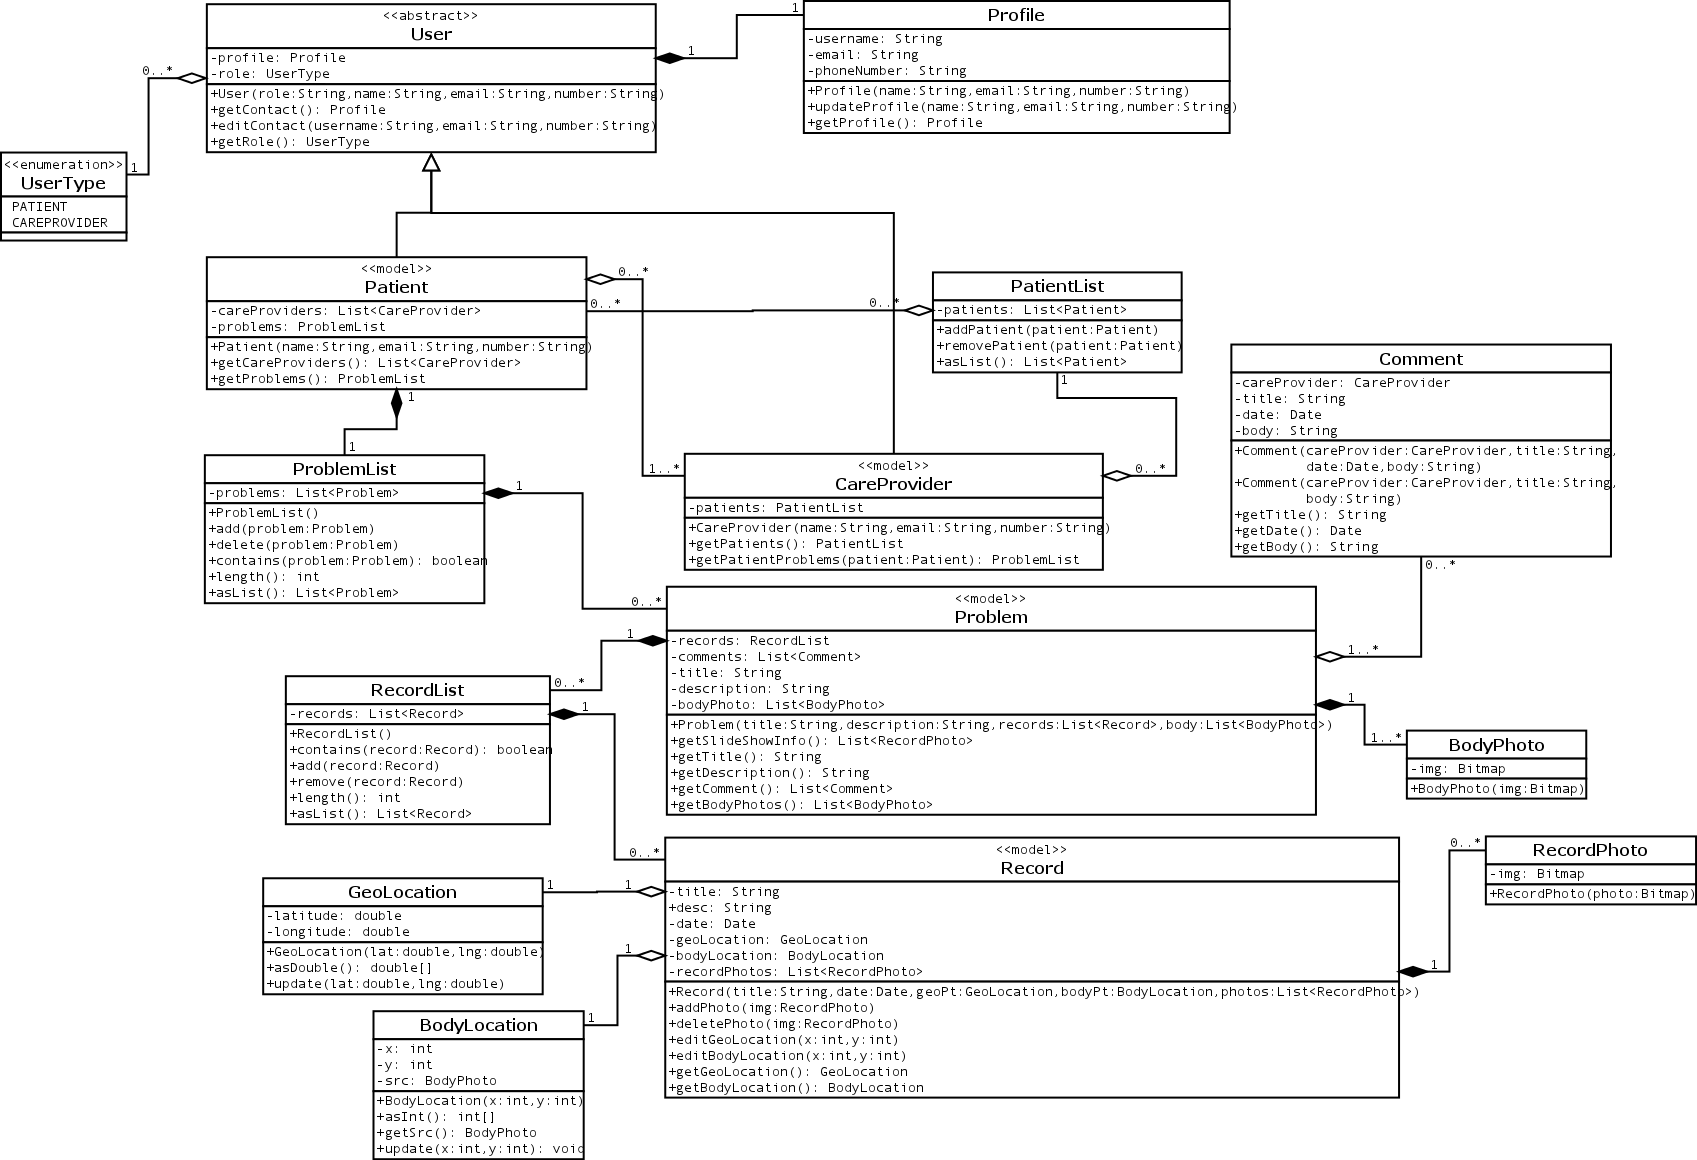 <<abstract>>
User
-profile: Profile
-role: UserType
+User(role:String,name:String,email:String,number:String)
+getContact(): Profile
+editContact(username:String,email:String,number:String)
+getRole(): UserType
1
1
Profile
-username: String
-email: String
-phoneNumber: String
+Profile(name:String,email:String,number:String)
+updateProfile(name:String,email:String,number:String)
+getProfile(): Profile
0..*
1
<<enumeration>>
UserType
PATIENT
CAREPROVIDER
<<model>>
Patient
-careProviders: List<CareProvider>
-problems: ProblemList
+Patient(name:String,email:String,number:String)
+getCareProviders(): List<CareProvider>
+getProblems(): ProblemList
0..*
0..*
0..*
PatientList
-patients: List<Patient>
+addPatient(patient:Patient)
+removePatient(patient:Patient)
+asList(): List<Patient>
1
Comment
-careProvider: CareProvider
-title: String
-date: Date
-body: String
+Comment(careProvider:CareProvider,title:String,
date:Date,body:String)
+Comment(careProvider:CareProvider,title:String,
body:String)
+getTitle(): String
+getDate(): Date
+getBody(): String
0..*
1
1
ProblemList
-problems: List<Problem>
+ProblemList()
+add(problem:Problem)
+delete(problem:Problem)
+contains(problem:Problem): boolean
+length(): int
+asList(): List<Problem>
1
1..*
<<model>>
CareProvider
-patients: PatientList
+CareProvider(name:String,email:String,number:String)
+getPatients(): PatientList
+getPatientProblems(patient:Patient): ProblemList
0..*
0..*
<<model>>
Problem
-records: RecordList
-comments: List<Comment>
-title: String
-description: String
-bodyPhoto: List<BodyPhoto>
+Problem(title:String,description:String,records:List<Record>,body:List<BodyPhoto>)
+getSlideShowInfo(): List<RecordPhoto>
+getTitle(): String
+getDescription(): String
+getComment(): List<Comment>
+getBodyPhotos(): List<BodyPhoto>
1
1..*
1
1..*
BodyPhoto
-img: Bitmap
+BodyPhoto(img:Bitmap)
0..*
RecordList
-records: List<Record>
+RecordList()
+contains(record:Record): boolean
+add(record:Record)
+remove(record:Record)
+length(): int
+asList(): List<Record>
1
0..*
<<model>>
Record
-title: String
+desc: String
-date: Date
-geoLocation: GeoLocation
-bodyLocation: BodyLocation
-recordPhotos: List<RecordPhoto>
+Record(title:String,date:Date,geoPt:GeoLocation,bodyPt:BodyLocation,photos:List<RecordPhoto>)
+addPhoto(img:RecordPhoto)
+deletePhoto(img:RecordPhoto)
+editGeoLocation(x:int,y:int)
+editBodyLocation(x:int,y:int)
+getGeoLocation(): GeoLocation
+getBodyLocation(): BodyLocation
0..*
1
RecordPhoto
-img: Bitmap
+RecordPhoto(photo:Bitmap)
1
1
GeoLocation
-latitude: double
-longitude: double
+GeoLocation(lat:double,lng:double)
+asDouble(): double[]
+update(lat:double,lng:double)
1
1
BodyLocation
-x: int
-y: int
-src: BodyPhoto
+BodyLocation(x:int,y:int)
+asInt(): int[]
+getSrc(): BodyPhoto
+update(x:int,y:int): void